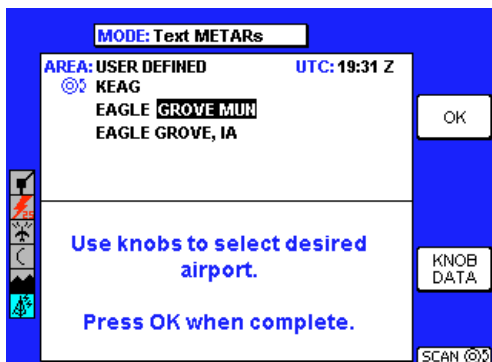 MODE: Text METARs
AREA: USER DEFINED UTC: 19:31 Z
KEAG
EAGLE GROVE MUN
EAGLE GROVE, IA
OK
25
Use knobs to select desired
airport.
KNOB
DATA
Press OK when complete.
SCAN